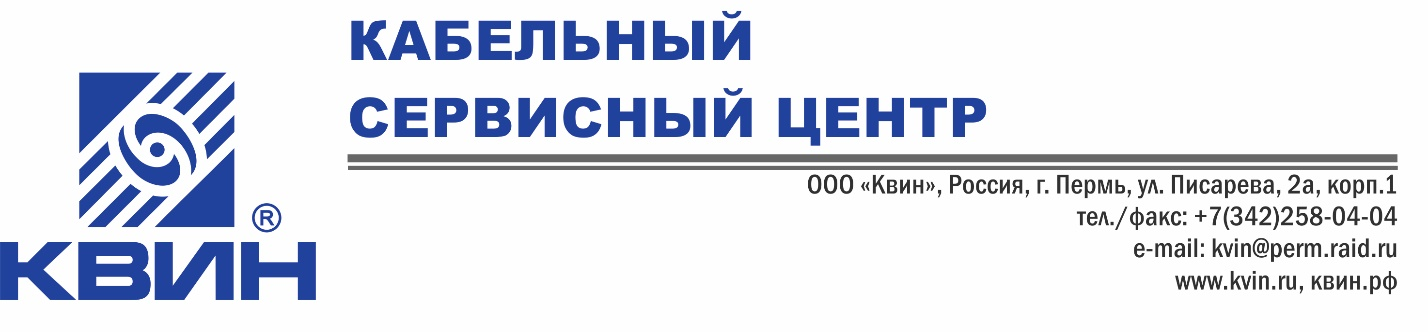 КАБЕЛЬНЫЙ
СЕРВИСНЫЙ ЦЕНТР
®
КВИН
ООО «Квин», Россия, г. Пермь, ул. Писарева, 2а, корп.1
тел./факс: +7(342)258-04-04
e-mail: kvin@perm.raid.ru
www.kvin.ru, квин.рф